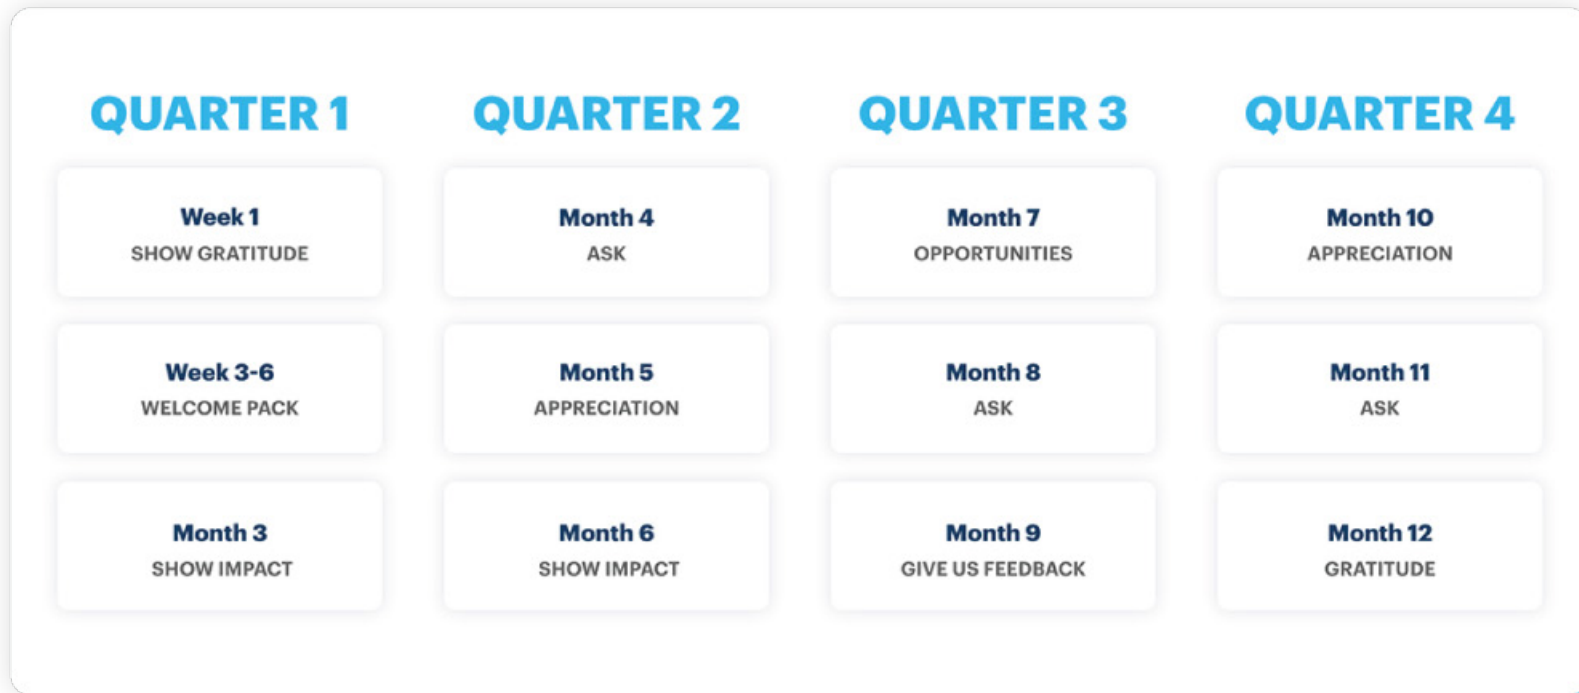 QUARTER 1
Week 1
SHOW GRATITUDE
Week 3-6
WELCOME PACK
Month 3
SHOW IMPACT
QUARTER 2
Month 4
ASK
Month 5
APPRECIATION
Month 6
SHOW IMPACT
QUARTER 3
Month 7
OPPORTUNITIES
Month 8
ASK
Month 9
GIVE US FEEDBACK
QUARTER 4
Month 10
APPRECIATION
Month 11
ASK
Month 12
GRATITUDE